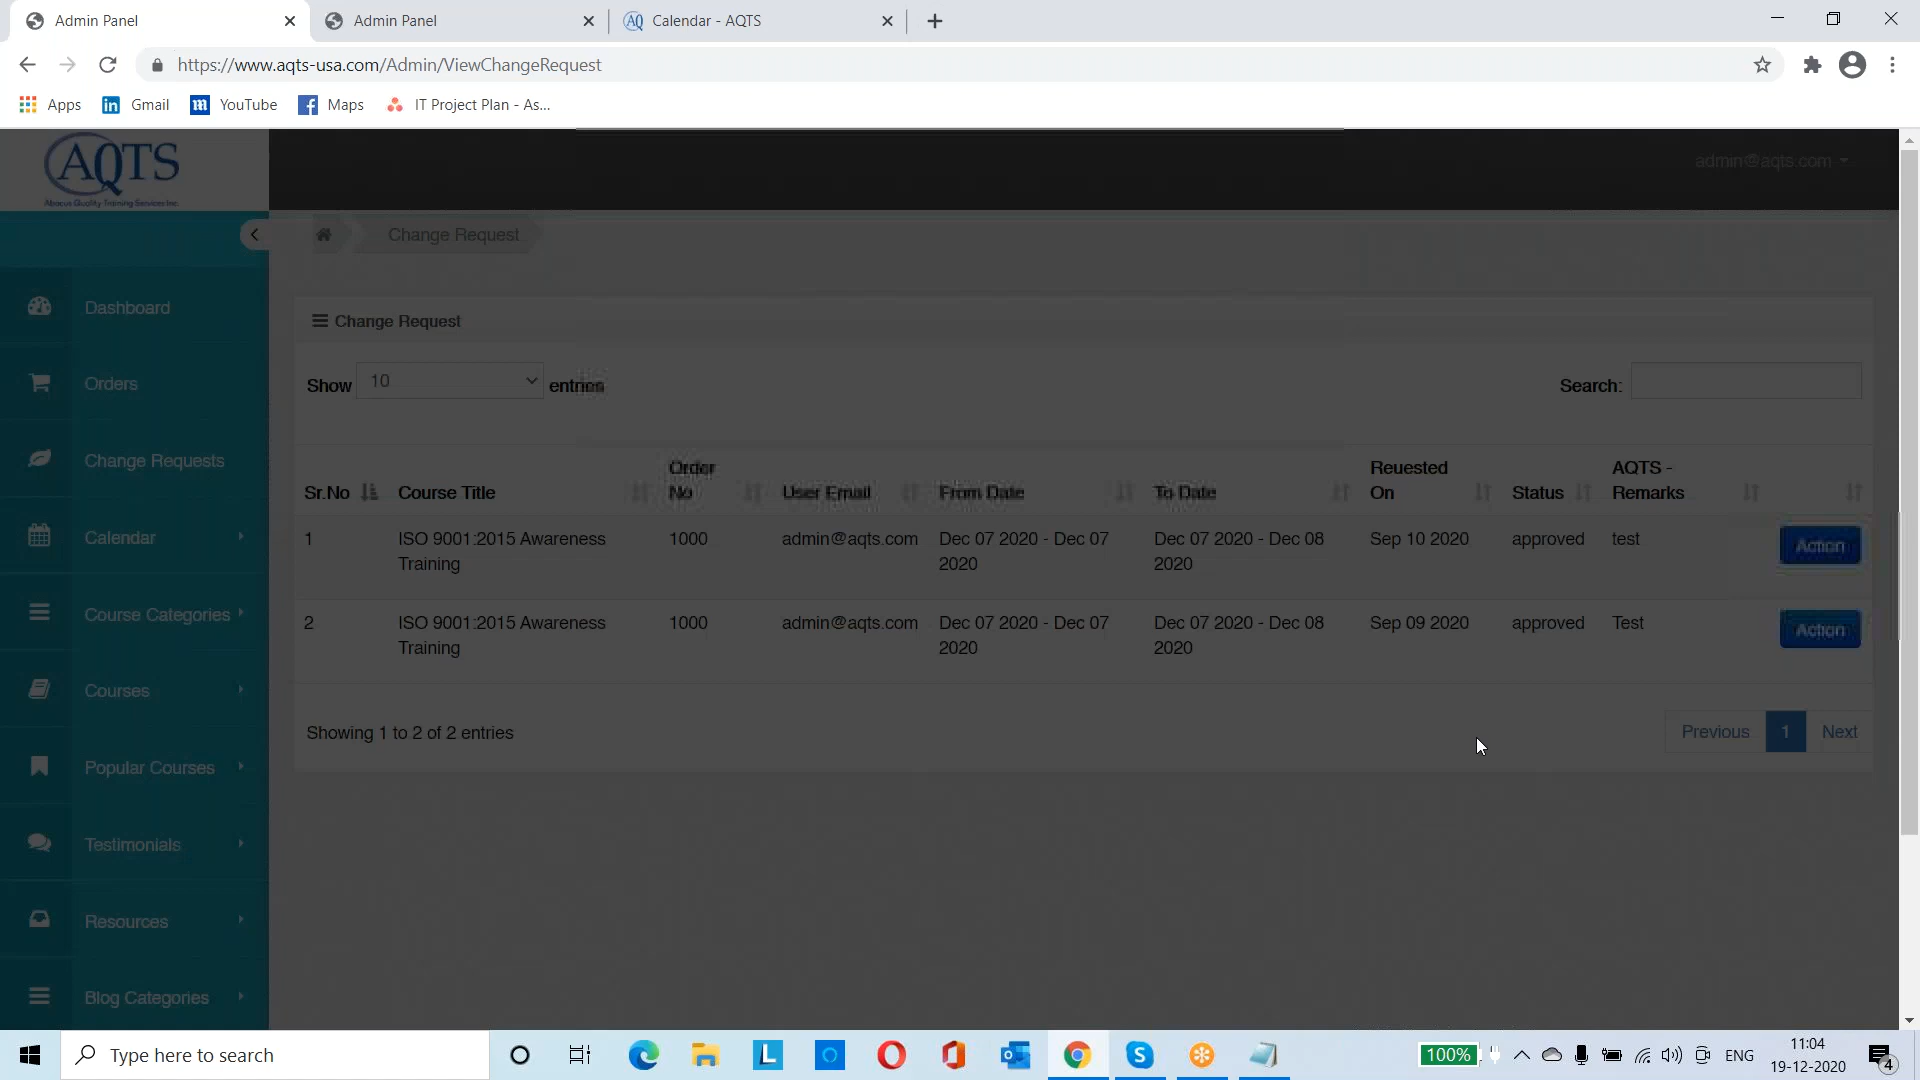 Admin Panel
Admin Panel
AQ Calendar - AQTS
https://www.aqts-usa.com/Admin/ViewChangeRequest
Apps
Gmail
YouTube
Maps
IT Project Plan - As...
AQTS
Abacus Quality Training Services Inc.
admin@aqts.com
Change Request
Dashboard
Orders
Change Requests
Calendar
Course Categories
Courses
Popular Courses
Testimonials
Resources
Blog Categories
Change Request
Show 10 entries
Search:
Sr.No Course Title Order No User Email From Date To Date Reuested On Status AQTS - Remarks
1 ISO 9001:2015 Awareness Training 1000 admin@aqts.com Dec 07 2020 - Dec 07 2020 Dec 07 2020 - Dec 08 2020 Sep 10 2020 approved test Action
2 ISO 9001:2015 Awareness Training 1000 admin@aqts.com Dec 07 2020 - Dec 07 2020 Dec 07 2020 - Dec 08 2020 Sep 09 2020 approved Test Action
Showing 1 to 2 of 2 entries
Previous 1 Next
Type here to search
100%
ENG
11:04
19-12-2020
4